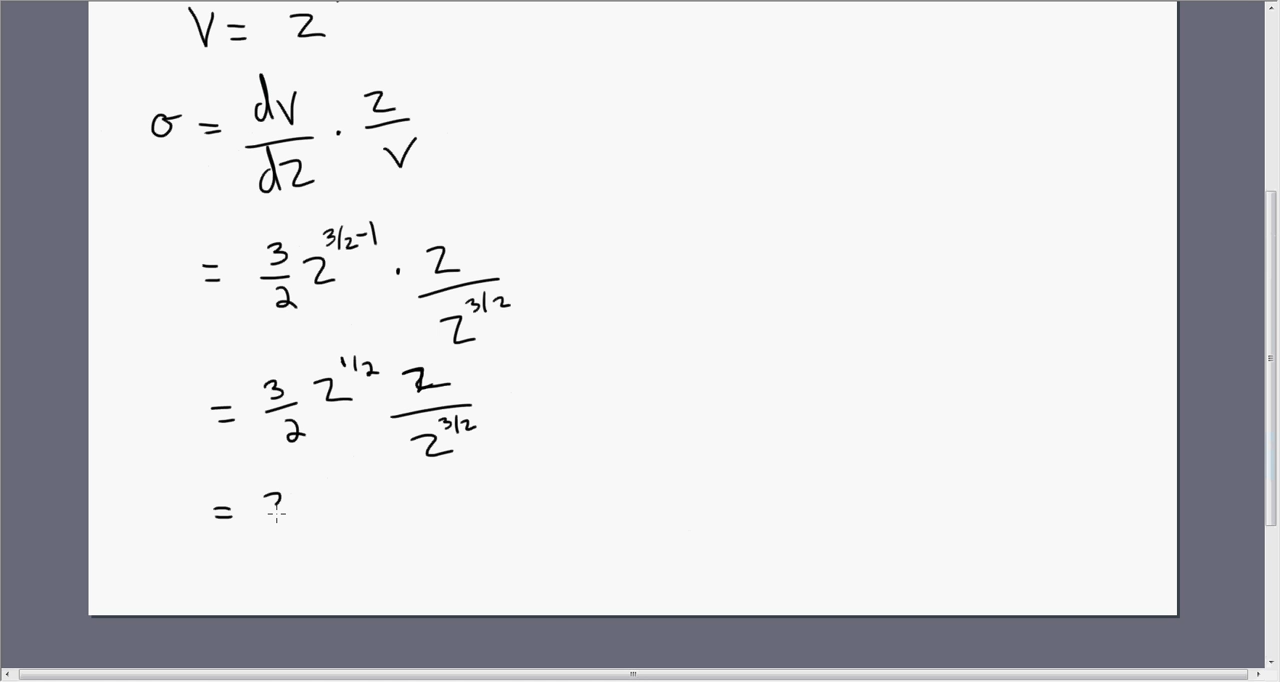 V = z
σ = dv/dz · z/v
= 3/2 z^{3/2-1} · z/z^{3/2}
= 3/2 z^{1/2} z/z^{3/2}
=